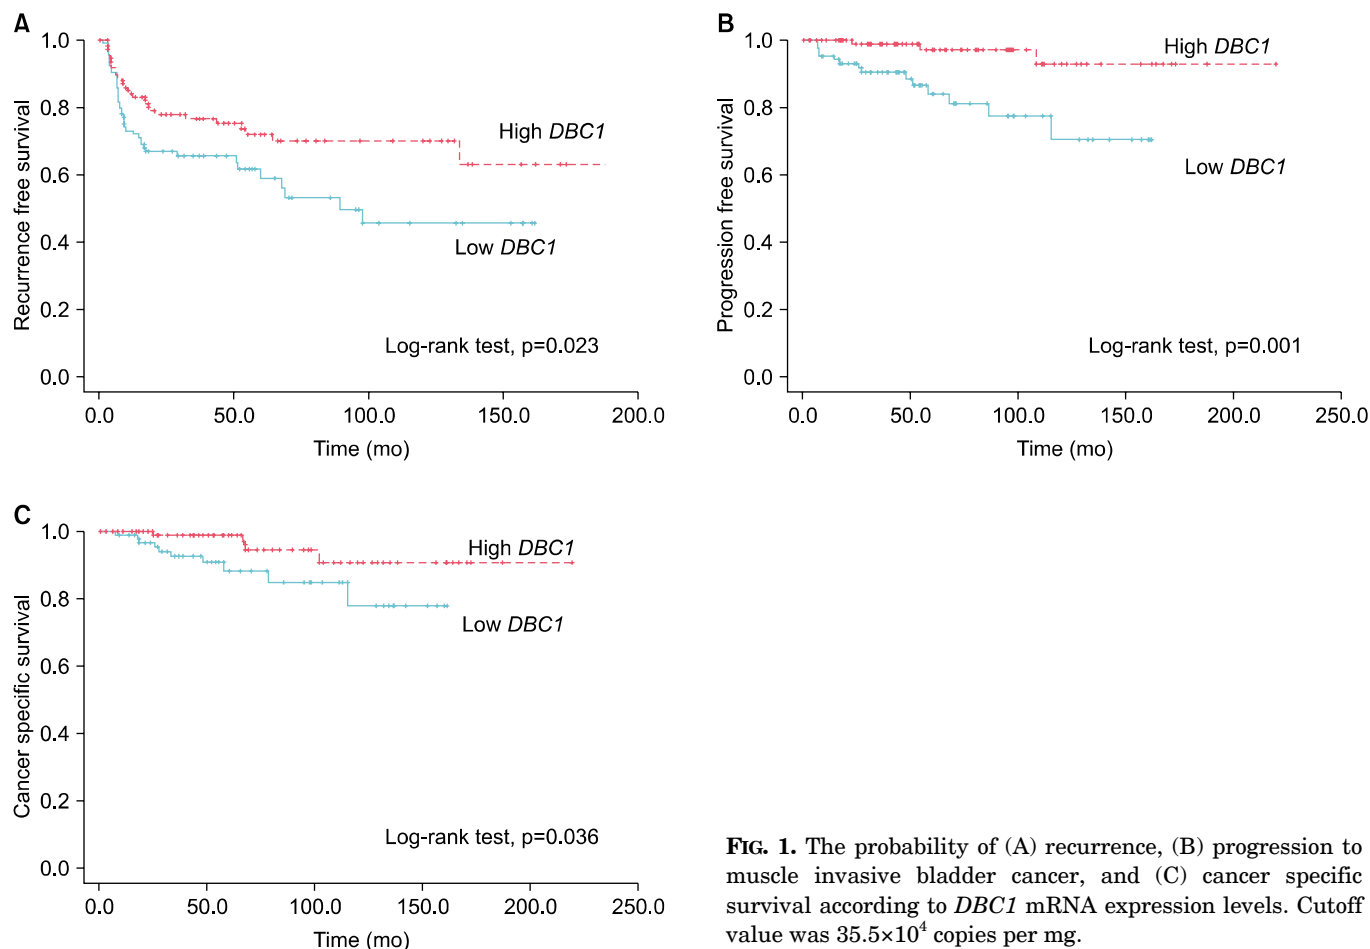 A
1.0
0.8
0.6
0.4
0.2
0.0
Recurrence free survival
High DBC1
Low DBC1
Log-rank test, p=0.023
0.0 50.0 100.0 150.0 200.0
Time (mo)
B
1.0
0.8
0.6
0.4
0.2
0.0
Progression free survival
High DBC1
Low DBC1
Log-rank test, p=0.001
0.0 50.0 100.0 150.0 200.0 250.0
Time (mo)
C
1.0
0.8
0.6
0.4
0.2
0.0
Cancer specific survival
High DBC1
Low DBC1
Log-rank test, p=0.036
0.0 50.0 100.0 150.0 200.0 250.0
Time (mo)
FIG. 1. The probability of (A) recurrence, (B) progression to
muscle invasive bladder cancer, and (C) cancer specific
survival according to DBC1 mRNA expression levels. Cutoff
value was 35.5×10⁴ copies per mg.